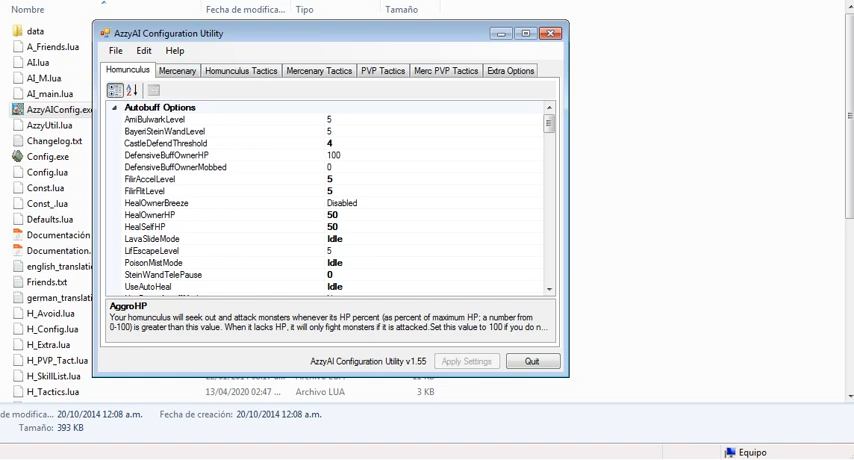 Nombre
Fecha de modifica...
Tipo
Tamaño
data
A_Friends.lua
AI.lua
AI_M.lua
AI_main.lua
AzzyAIConfig.exe
AzzyUtil.lua
Changelog.txt
Config.exe
Config.lua
Const.lua
Const_.lua
Defaults.lua
Documentación
Documentation.
english_translati
Friends.txt
german_translati
H_Avoid.lua
H_Config.lua
H_Extra.lua
H_PVP_Tact.lua
H_SkillList.lua
H_Tactics.lua
13/04/2020 02:47 ...
Archivo LUA
3 KB
AzzyAI Configuration Utility
File Edit Help
Homunculus Mercenary Homunculus Tactics Mercenary Tactics PVP Tactics Merc PVP Tactics Extra Options
Autobuff Options
AmiBulwarkLevel 5
BayeriSteinWandLevel 5
CastleDefendThreshold 4
DefensiveBuffOwnerHP 100
DefensiveBuffOwnerMobbed 0
FilirAccelLevel 5
FilirFlitLevel 5
HealOwnerBreeze Disabled
HealOwnerHP 50
HealSelfHP 50
LavaSlideMode Idle
LifEscapeLevel 5
PoisonMistMode Idle
SteinWandTelePause 0
UseAutoHeal Idle
AggroHP
Your homunculus will seek out and attack monsters whenever its HP percent (as percent of maximum HP; a number from
0-100) is greater than this value. When it lacks HP, it will only fight monsters if it is attacked.Set this value to 100 if you do n...
AzzyAI Configuration Utility v1.55 Apply Settings Quit
de modifica... 20/10/2014 12:08 a.m. Fecha de creación: 20/10/2014 12:08 a.m.
Tamaño: 393 KB
Equipo